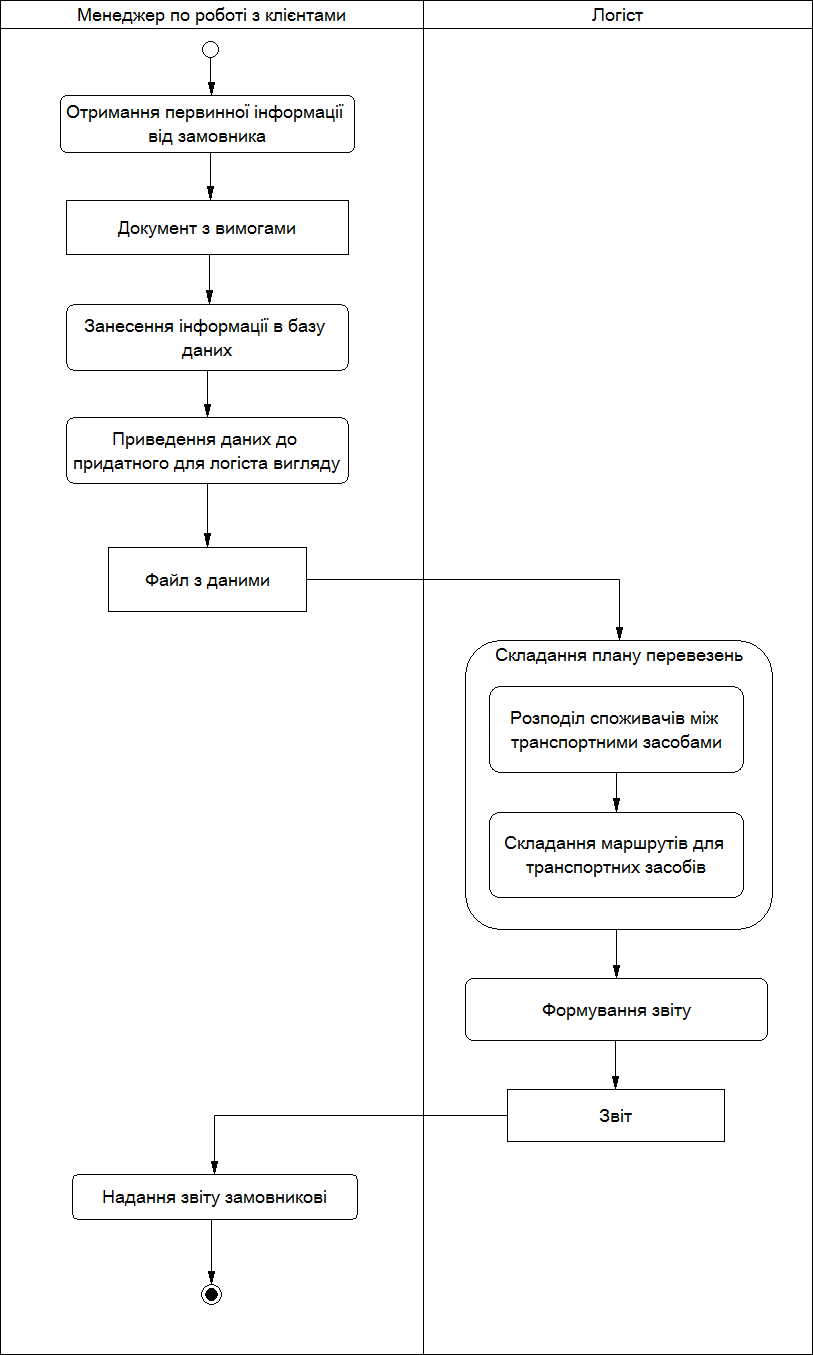 Менеджер по роботі з клієнтами
Логіст
Отримання первинної інформації
від замовника
Документ з вимогами
Занесення інформації в базу
даних
Приведення даних до
придатного для логіста вигляду
Файл з даними
Складання плану перевезень
Розподіл споживачів між
транспортними засобами
Складання маршрутів для
транспортних засобів
Формування звіту
Звіт
Надання звіту замовникові